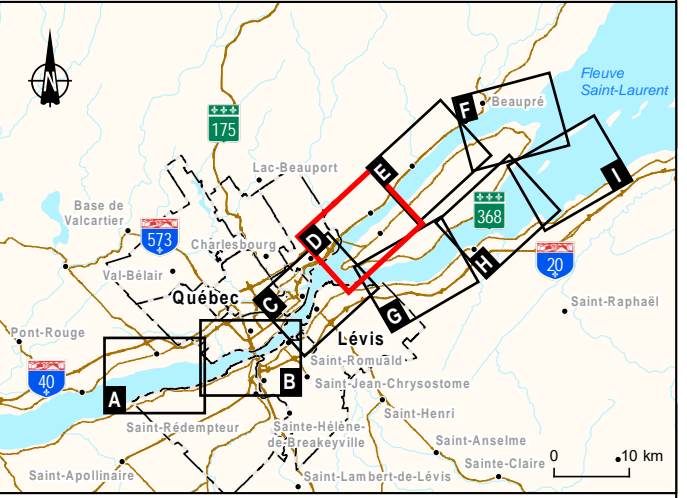 N
Fleuve
Saint-Laurent
F
Beaupré
175
Lac-Beauport
E
I
Base de
Valcartier
573
Charlesbourg
D
368
Val-Bélair
H
20
Québec
C
G
Saint-Raphaël
Pont-Rouge
Lévis
40
A
B
Saint-Romuald
Saint-Jean-Chrysostome
Saint-Rédempteur
Sainte-Hélène-
de-Breakeyville
Saint-Henri
Saint-Anselme
Sainte-Claire
0
10 km
Saint-Apollinaire
Saint-Lambert-de-Lévis